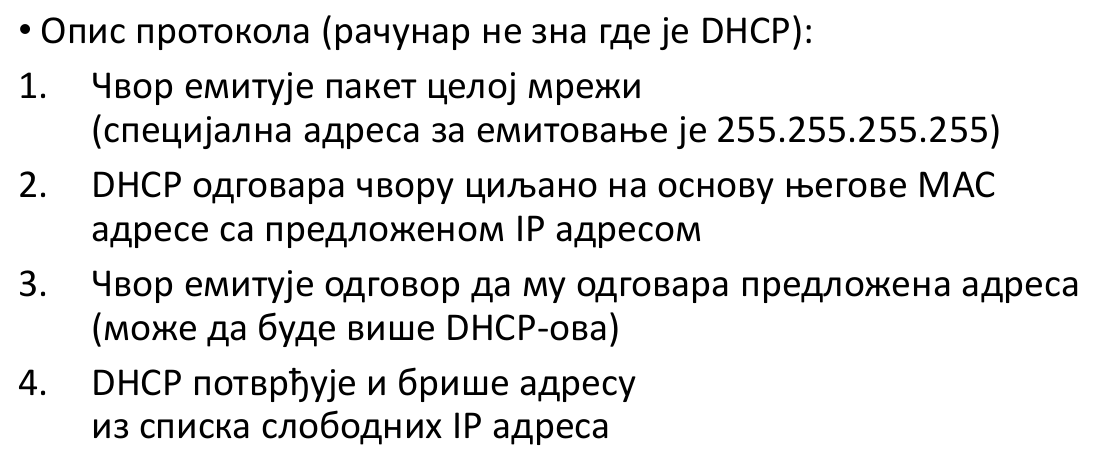 • Опис протокола (рачунар не зна где је DHCP):
1. Чвор емитује пакет целој мрежи
(специјална адреса за емитовање је 255.255.255.255)
2. DHCP одговара чвору циљано на основу његове MAC
адресе са предложеном IP адресом
3. Чвор емитује одговор да му одговара предложена адреса
(може да буде више DHCP-ова)
4. DHCP потврђује и брише адресу
из списка слободних IP адреса